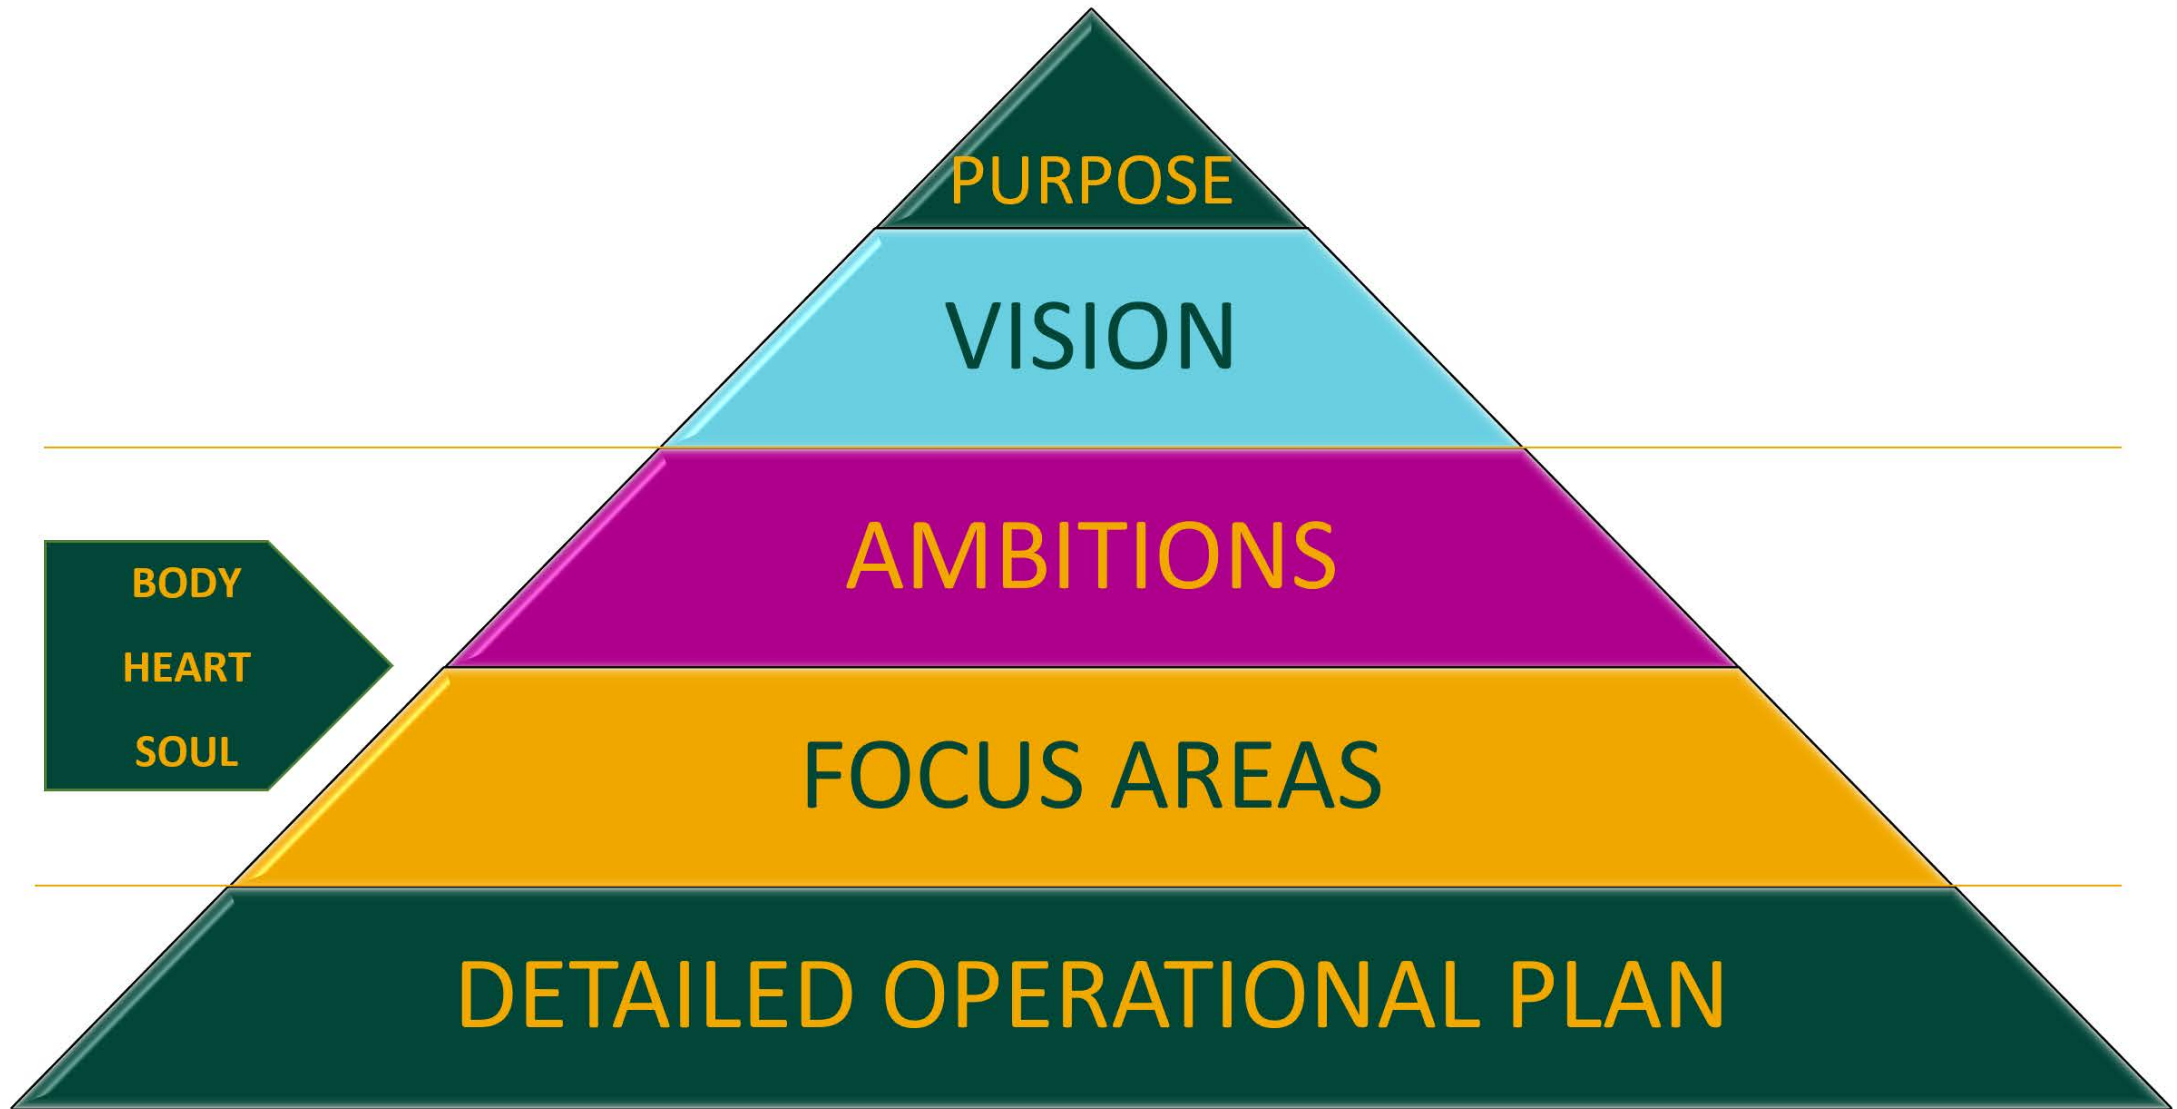 PURPOSE
VISION
AMBITIONS
BODY
HEART
SOUL
FOCUS AREAS
DETAILED OPERATIONAL PLAN